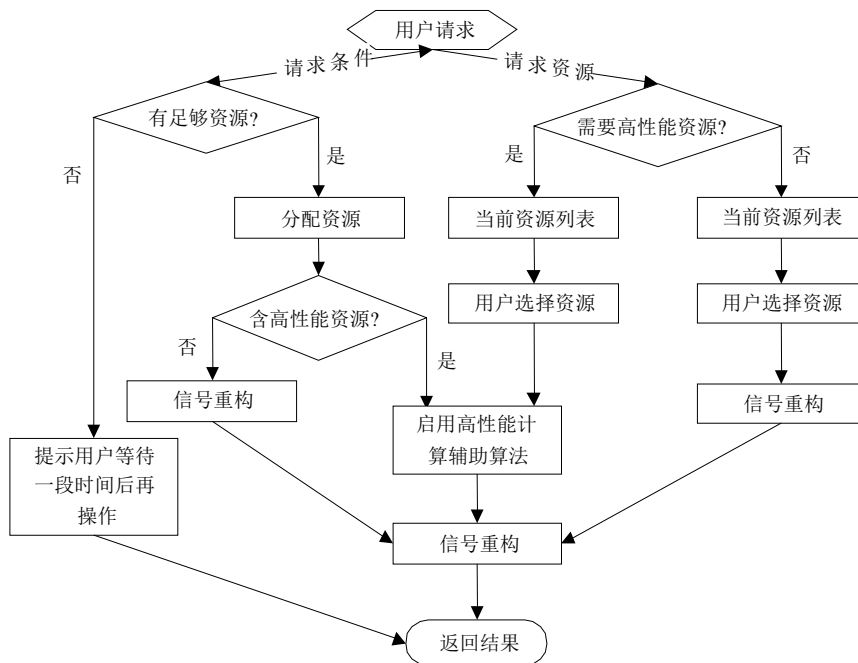 用户请求
请求条件
请求资源
有足够资源?
需要高性能资源?
否
是
是
否
分配资源
当前资源列表
当前资源列表
含高性能资源?
用户选择资源
用户选择资源
否
是
信号重构
启用高性能计
算辅助算法
信号重构
提示用户等待
一段时间后再
操作
信号重构
返回结果